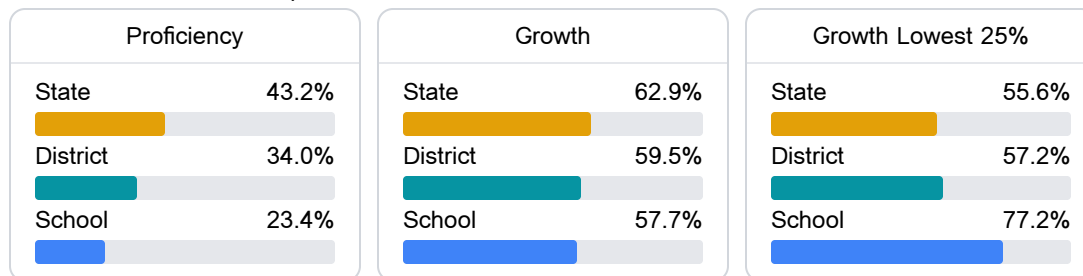 Proficiency
State 43.2%
District 34.0%
School 23.4%
Growth
State 62.9%
District 59.5%
School 57.7%
Growth Lowest 25%
State 55.6%
District 57.2%
School 77.2%